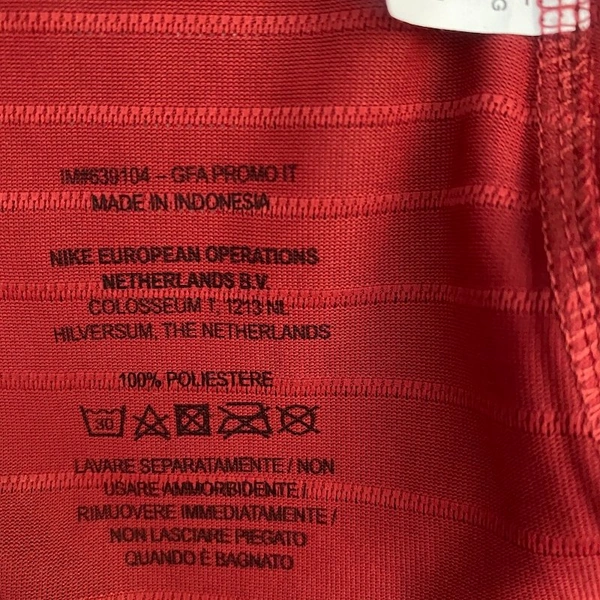 IM#639104 – GFA PROMO IT
MADE IN INDONESIA
NIKE EUROPEAN OPERATIONS
NETHERLANDS B.V.
COLOSSEUM 1, 1213 NL
HILVERSUM, THE NETHERLANDS
100% POLIESTERE
30
LAVARE SEPARATAMENTE / NON
USARE AMMORBIDENTE /
RIMUOVERE IMMEDIATAMENTE /
NON LASCIARE PIEGATO
QUANDO È BAGNATO